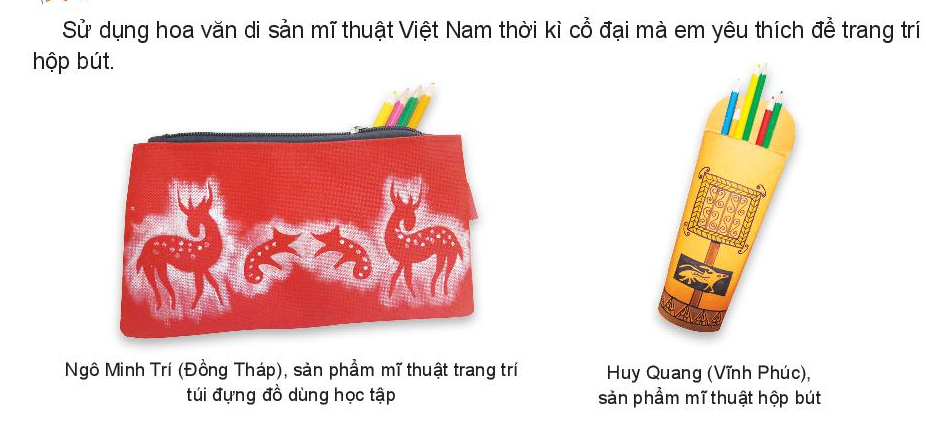 Sử dụng hoa văn di sản mĩ thuật Việt Nam thời kì cổ đại mà em yêu thích để trang trí
hộp bút.
Ngô Minh Trí (Đồng Tháp), sản phẩm mĩ thuật trang trí
túi đựng đồ dùng học tập
Huy Quang (Vĩnh Phúc),
sản phẩm mĩ thuật hộp bút